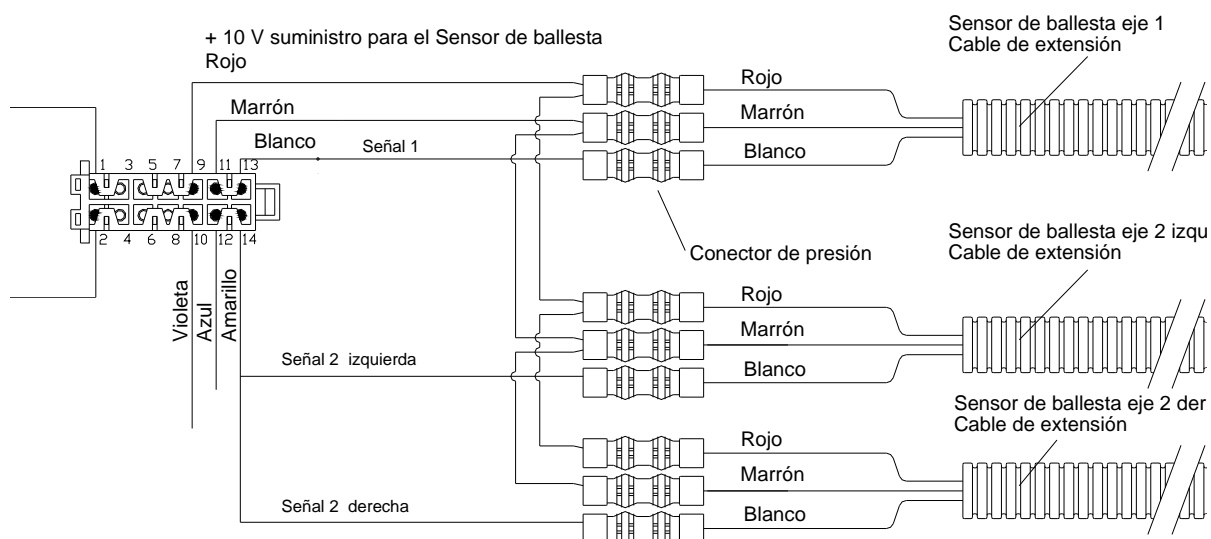 Sensor de ballesta eje 1
Cable de extensión
+ 10 V suministro para el Sensor de ballesta
Rojo
Rojo
Marrón
Marrón
Blanco
Señal 1
Blanco
1 3 5 7 9 11 13
2 4 6 8 10 12 14
Conector de presión
Sensor de ballesta eje 2 izqu
Cable de extensión
Violeta
Azul
Amarillo
Rojo
Marrón
Señal 2 izquierda
Blanco
Sensor de ballesta eje 2 der
Cable de extensión
Rojo
Marrón
Señal 2 derecha
Blanco